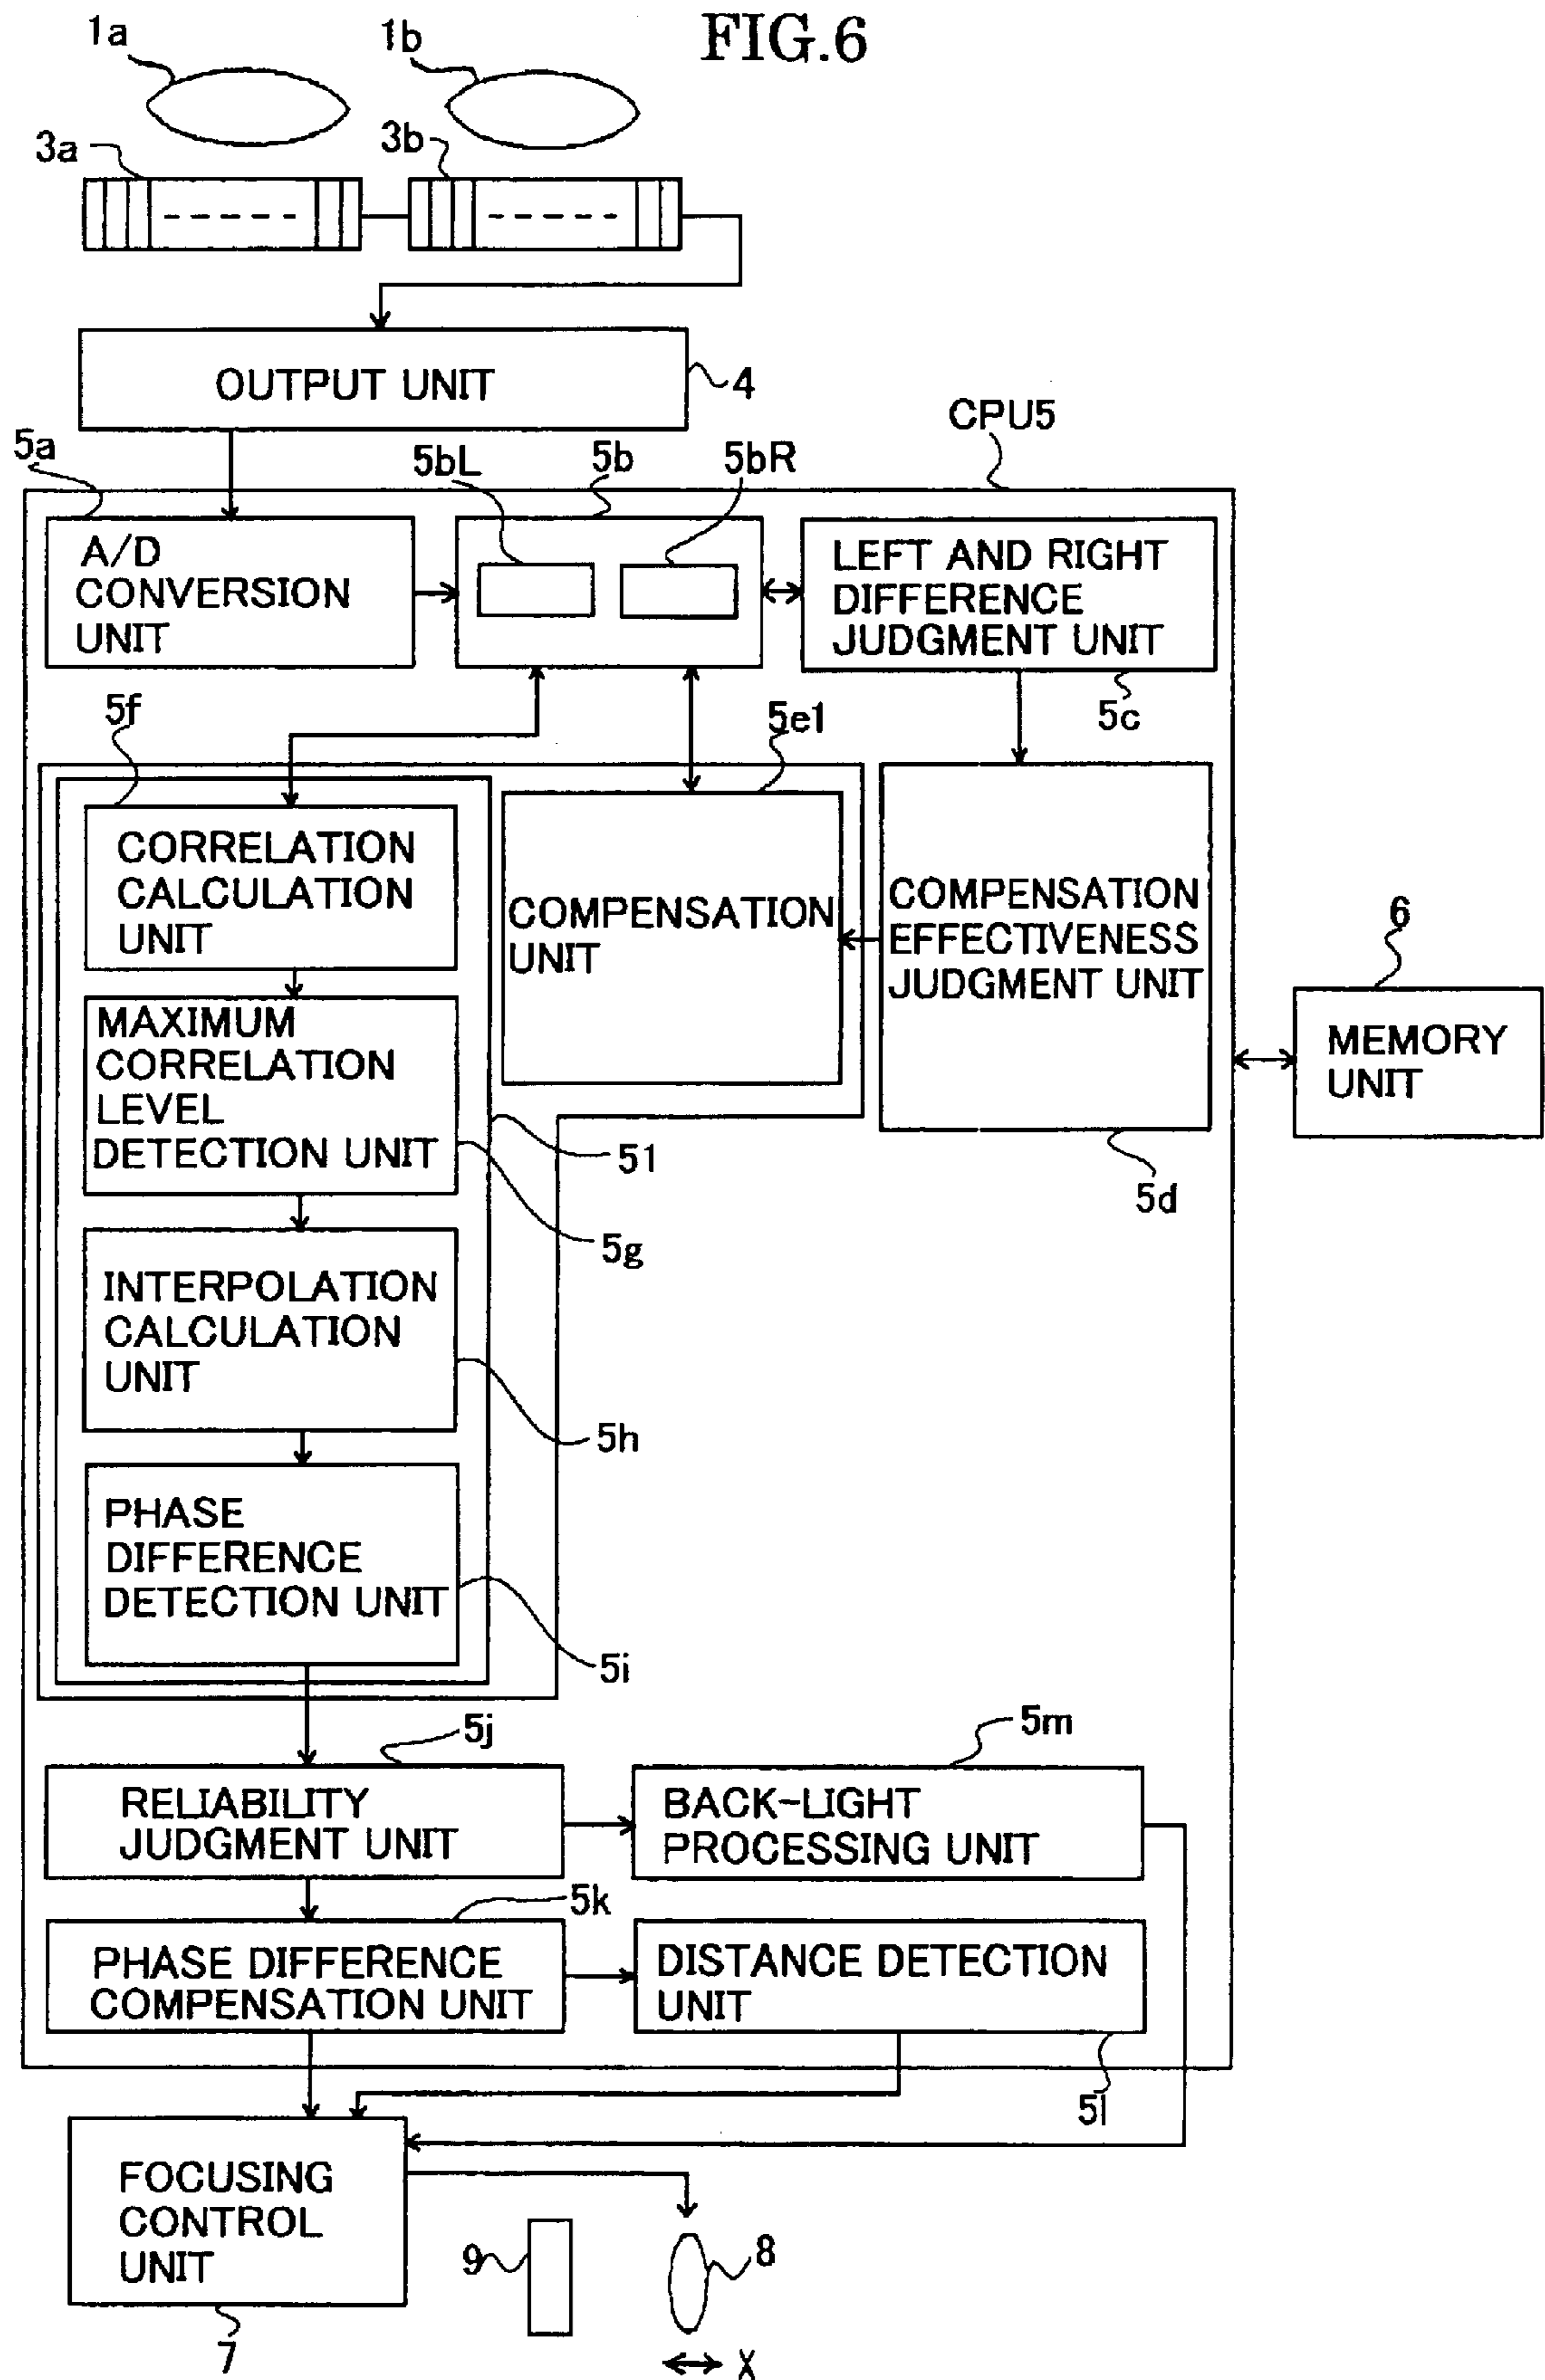 FIG.6
1a
1b
3a
3b
OUTPUT UNIT
4
CPU5
5a
5bL
5b
5bR
A/D
CONVERSION
UNIT
LEFT AND RIGHT
DIFFERENCE
JUDGMENT UNIT
5c
5f
5e1
CORRELATION
CALCULATION
UNIT
COMPENSATION
UNIT
COMPENSATION
EFFECTIVENESS
JUDGMENT UNIT
6
MEMORY
UNIT
MAXIMUM
CORRELATION
LEVEL
DETECTION UNIT
51
5d
5g
INTERPOLATION
CALCULATION
UNIT
5h
PHASE
DIFFERENCE
DETECTION UNIT
5i
5j
5m
RELIABILITY
JUDGMENT UNIT
BACK-LIGHT
PROCESSING UNIT
5k
PHASE DIFFERENCE
COMPENSATION UNIT
DISTANCE DETECTION
UNIT
5l
FOCUSING
CONTROL
UNIT
9
8
7
X